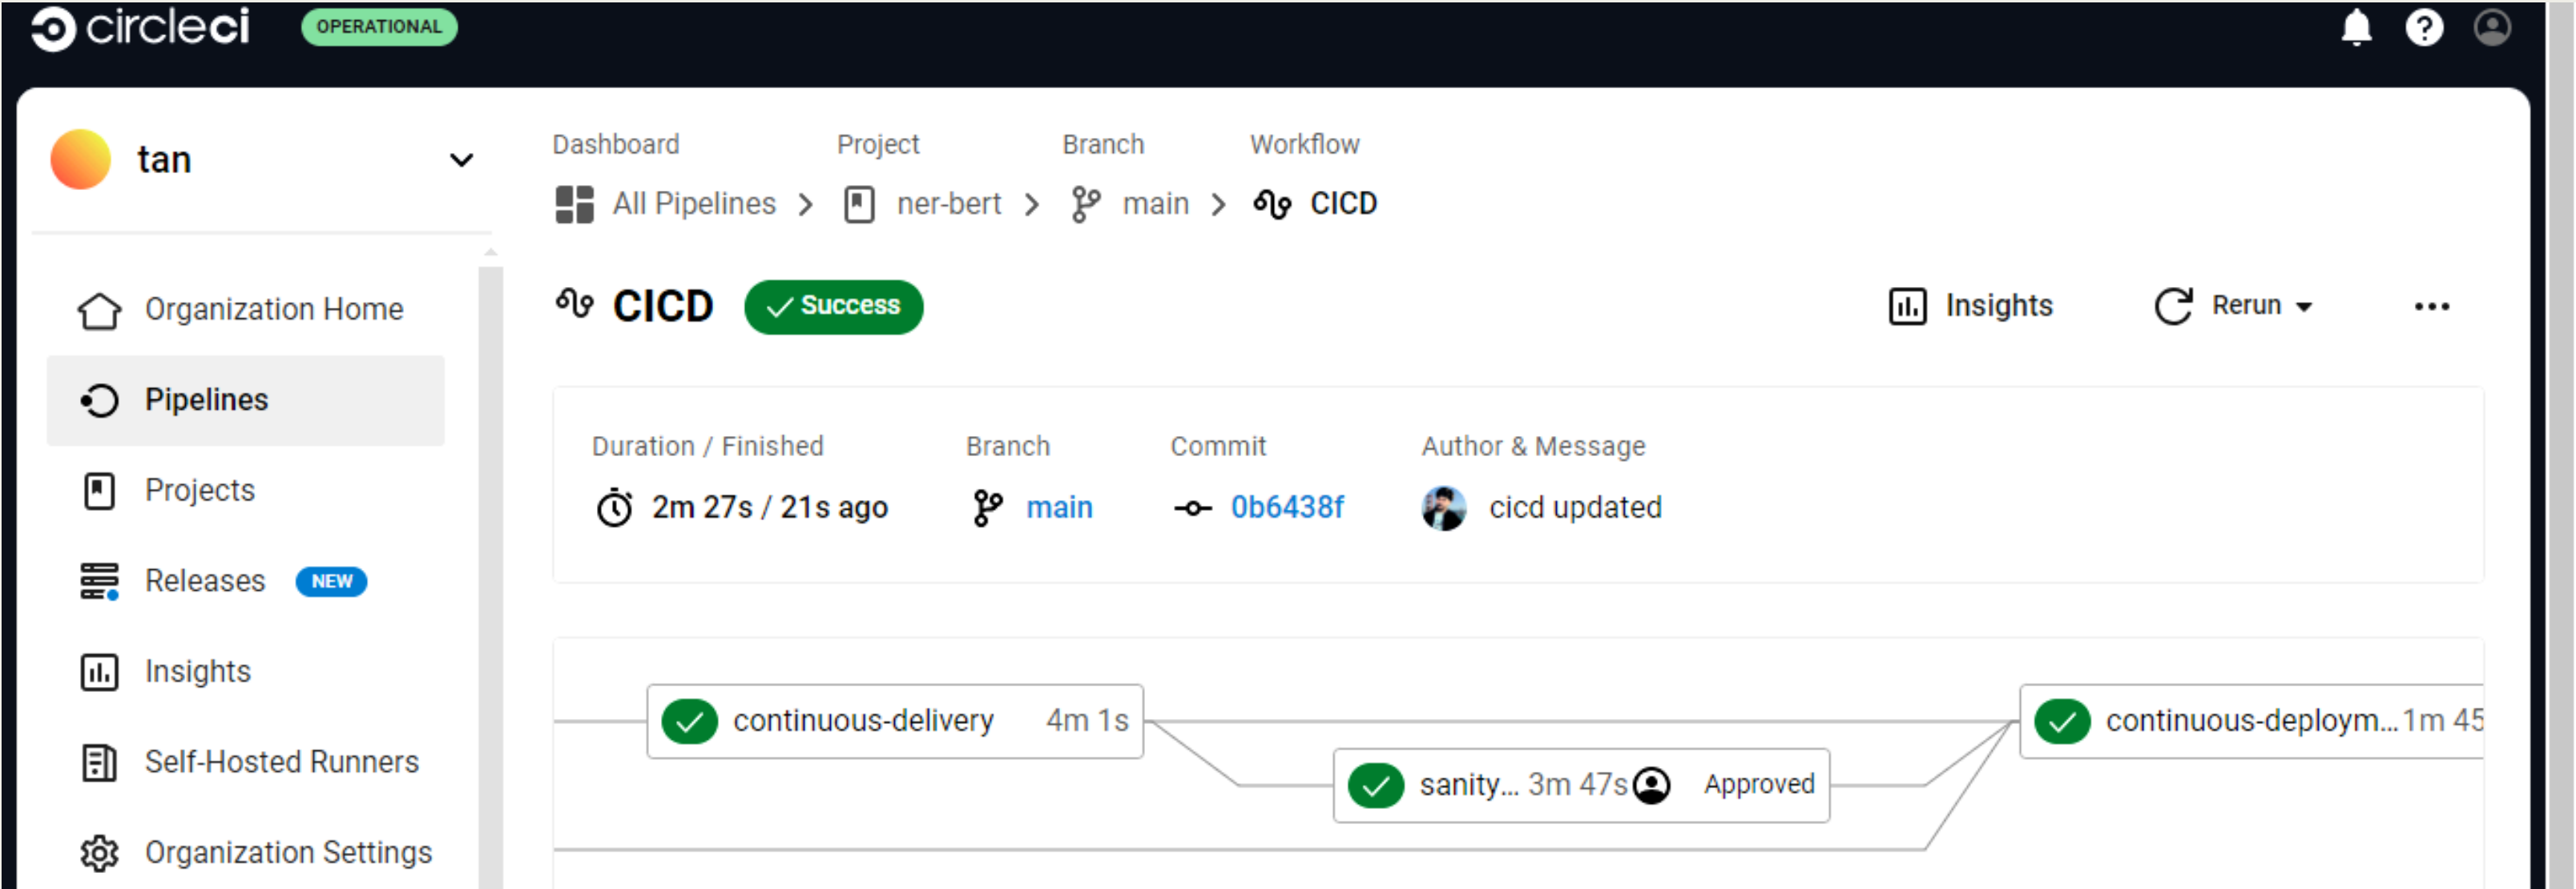 circleci OPERATIONAL
tan
Organization Home
Pipelines
Projects
Releases NEW
Insights
Self-Hosted Runners
Organization Settings
Dashboard Project Branch Workflow
All Pipelines ner-bert main CICD
CICD Success Insights Rerun
Duration / Finished Branch Commit Author & Message
2m 27s / 21s ago main 0b6438f cicd updated
continuous-delivery 4m 1s
sanity... 3m 47s Approved
continuous-deploym... 1m 45